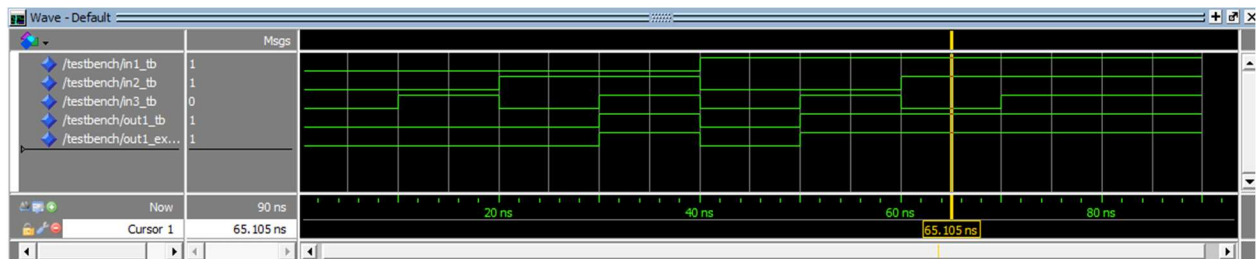 Wave - Default
Msgs
/testbench/in1_tb 1
/testbench/in2_tb 1
/testbench/in3_tb 0
/testbench/out1_tb 1
/testbench/out1_ex... 1
Now 90 ns 20 ns 40 ns 60 ns 80 ns
Cursor 1 65.105 ns 65.105 ns